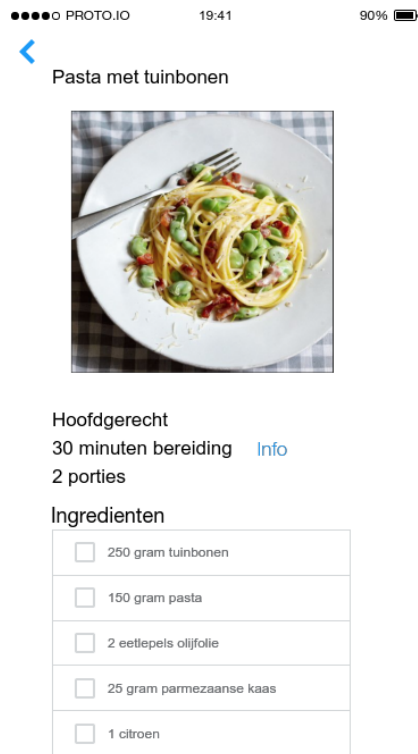 PROTO.IO 19:41 90%
Pasta met tuinbonen
Hoofdgerecht
30 minuten bereiding Info
2 porties
Ingredienten
250 gram tuinbonen
150 gram pasta
2 eetlepels olijfolie
25 gram parmezaanse kaas
1 citroen